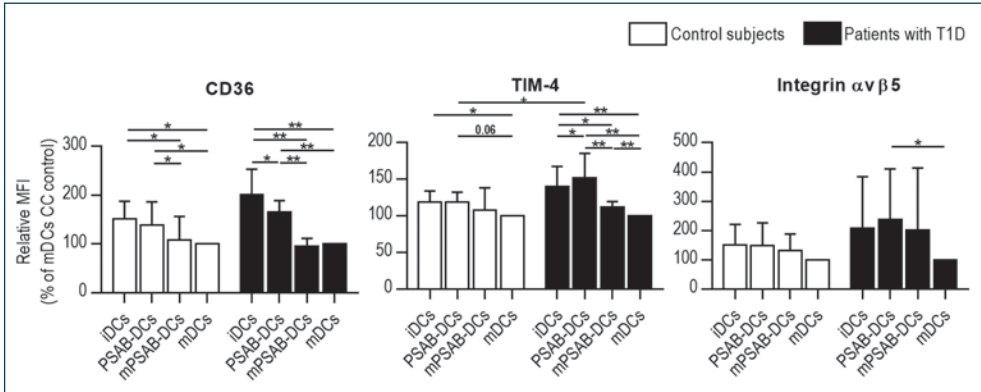 Control subjects Patients with T1D
CD36 TIM-4 Integrin αvβ5
* ** * * **
* ** * 0.06 * *
* * ** * ** *
* * ** ** **
Relative MFI
(% of mDCs CC control)
300
200
100
0
iDCs PSAB-DCs mPSAB-DCs mDCs iDCs PSAB-DCs mPSAB-DCs mDCs
200
150
100
50
0
iDCs PSAB-DCs mPSAB-DCs mDCs iDCs PSAB-DCs mPSAB-DCs mDCs
500
400
300
200
100
0
iDCs PSAB-DCs mPSAB-DCs mDCs iDCs PSAB-DCs mPSAB-DCs mDCs